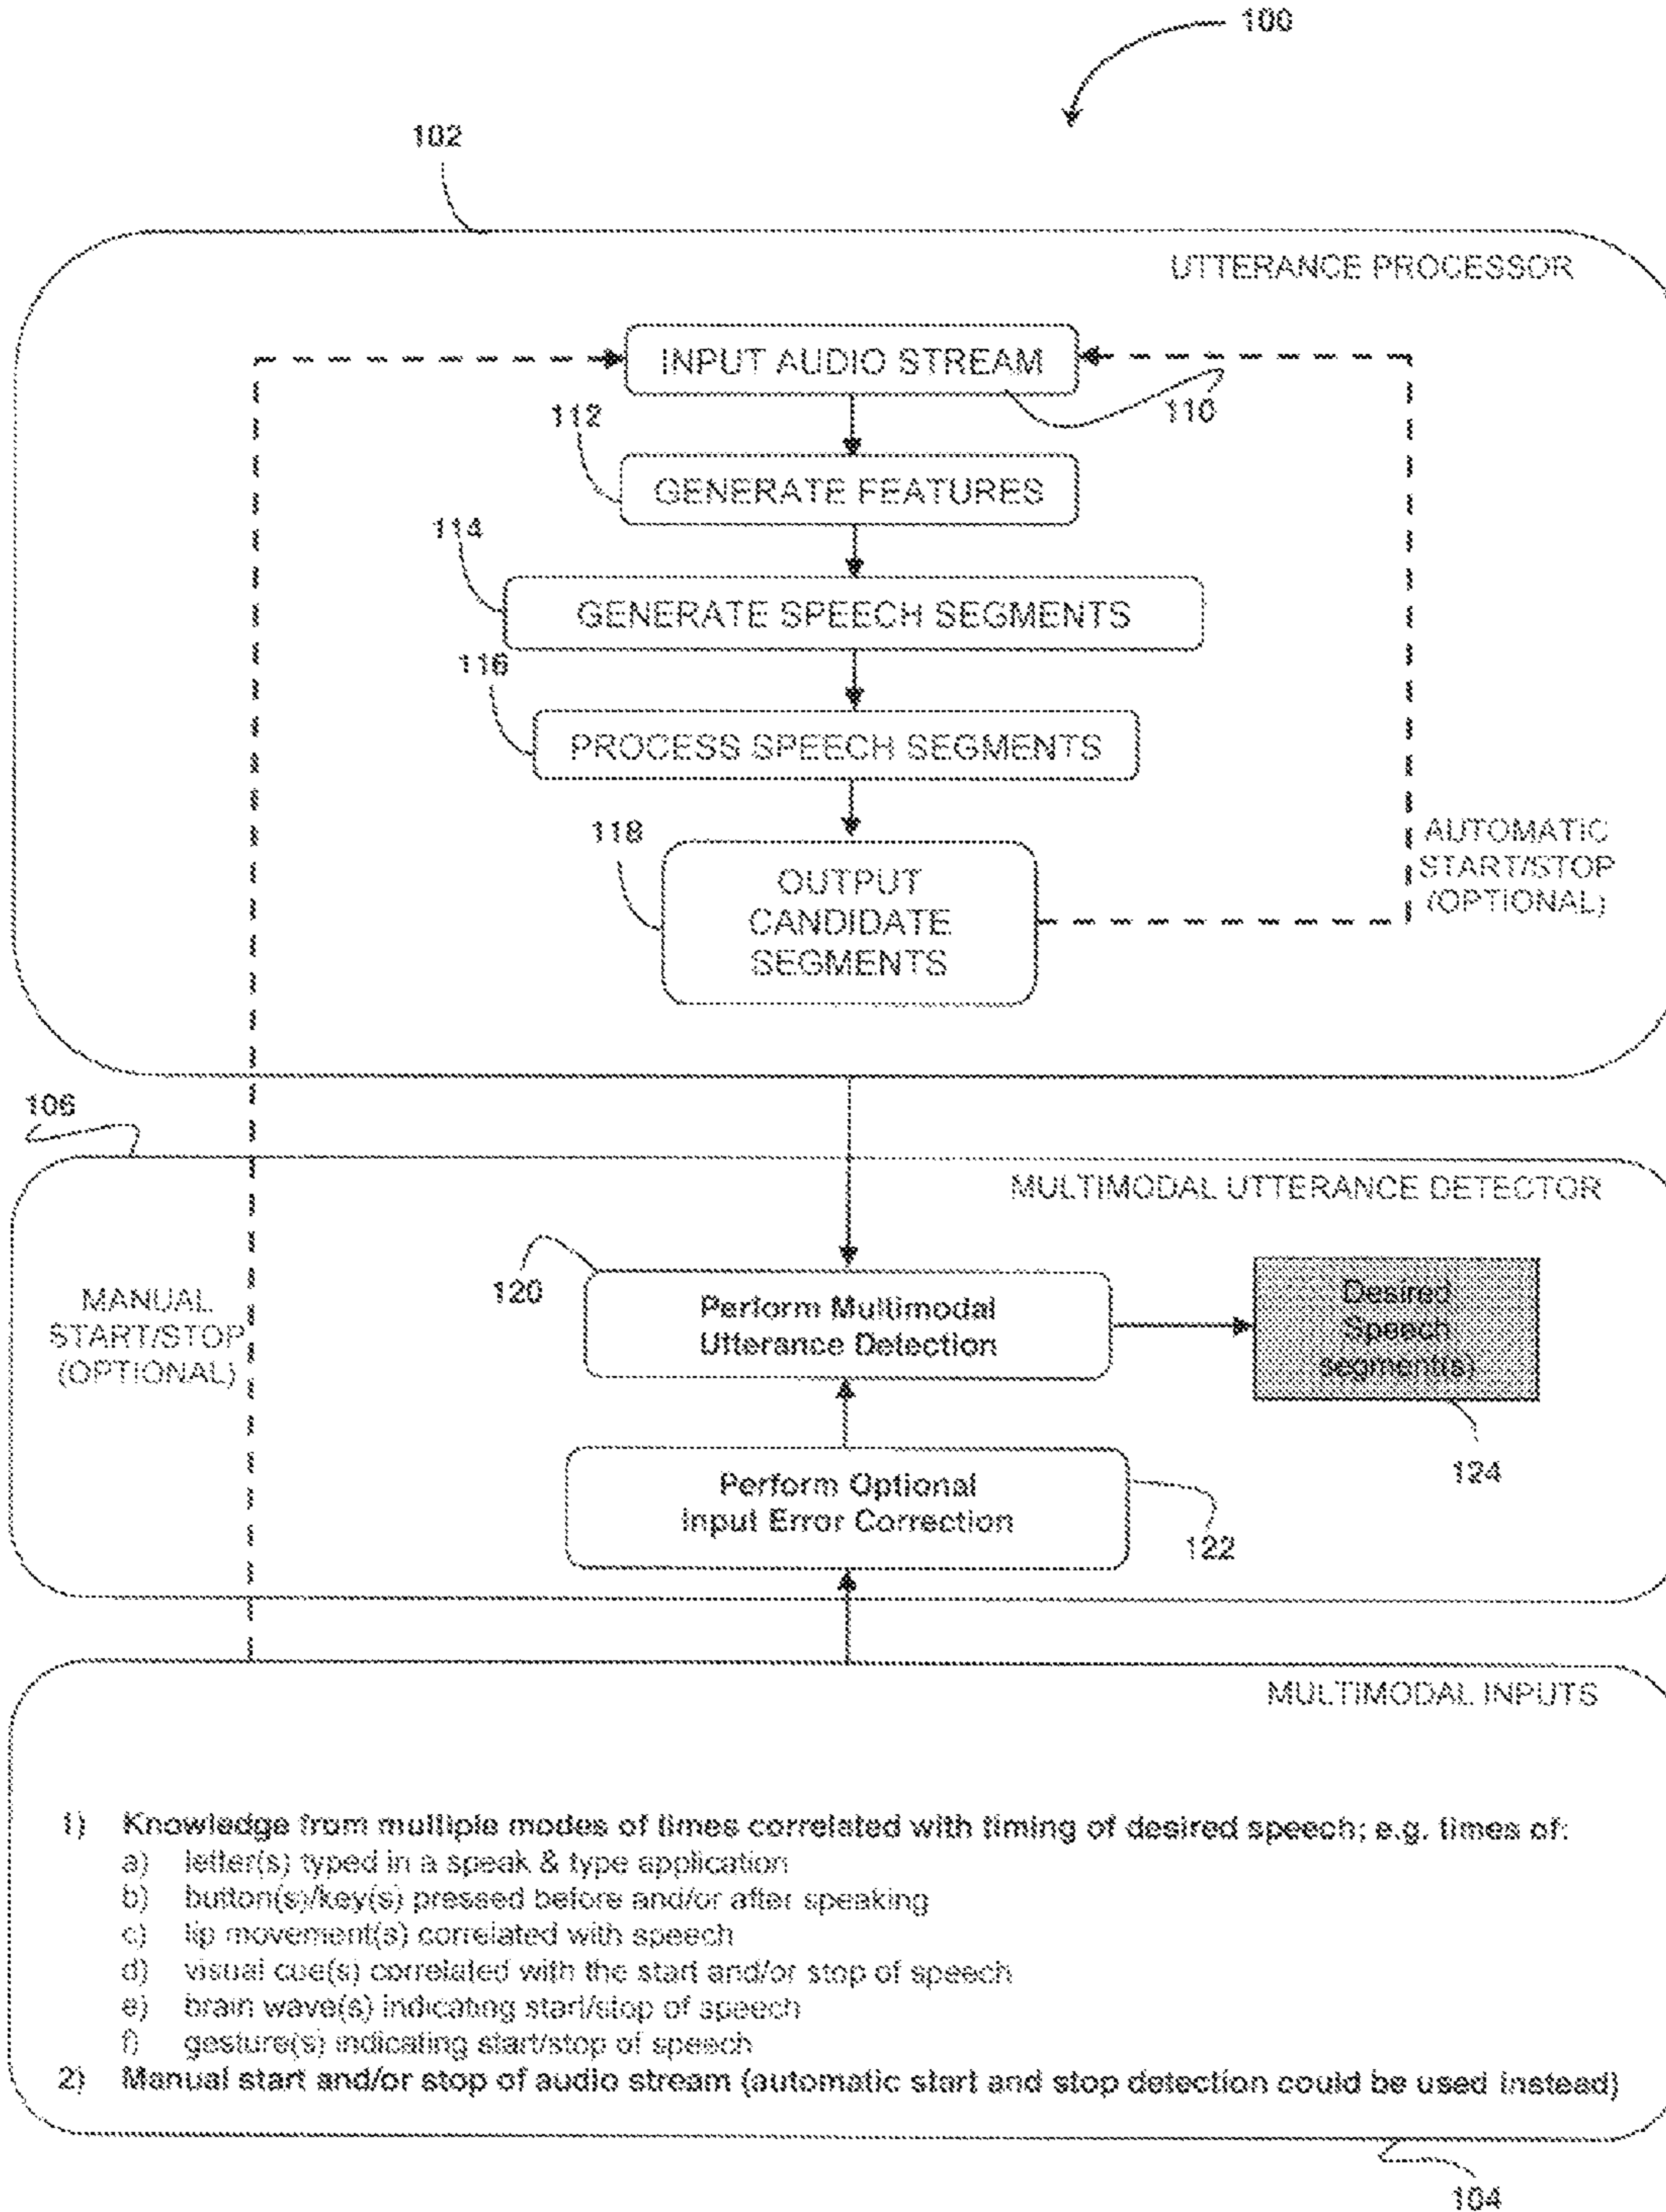 100
102
UTTERANCE PROCESSOR
INPUT AUDIO STREAM
110
112
GENERATE FEATURES
114
GENERATE SPEECH SEGMENTS
116
PROCESS SPEECH SEGMENTS
118
OUTPUT
CANDIDATE
SEGMENTS
AUTOMATIC
START/STOP
(OPTIONAL)
106
MULTIMODAL UTTERANCE DETECTOR
MANUAL
START/STOP
(OPTIONAL)
120
Perform Multimodal
Utterance Detection
Desired
Speech
segment(s)
124
Perform Optional
Input Error Correction
122
MULTIMODAL INPUTS
1) Knowledge from multiple modes of times correlated with timing of desired speech; e.g. times of:
a) letter(s) typed in a speak & type application
b) button(s)/key(s) pressed before and/or after speaking
c) lip movement(s) correlated with speech
d) visual cue(s) correlated with the start and/or stop of speech
e) brain wave(s) indicating start/stop of speech
f) gesture(s) indicating start/stop of speech
2) Manual start and/or stop of audio stream (automatic start and stop detection could be used instead)
104